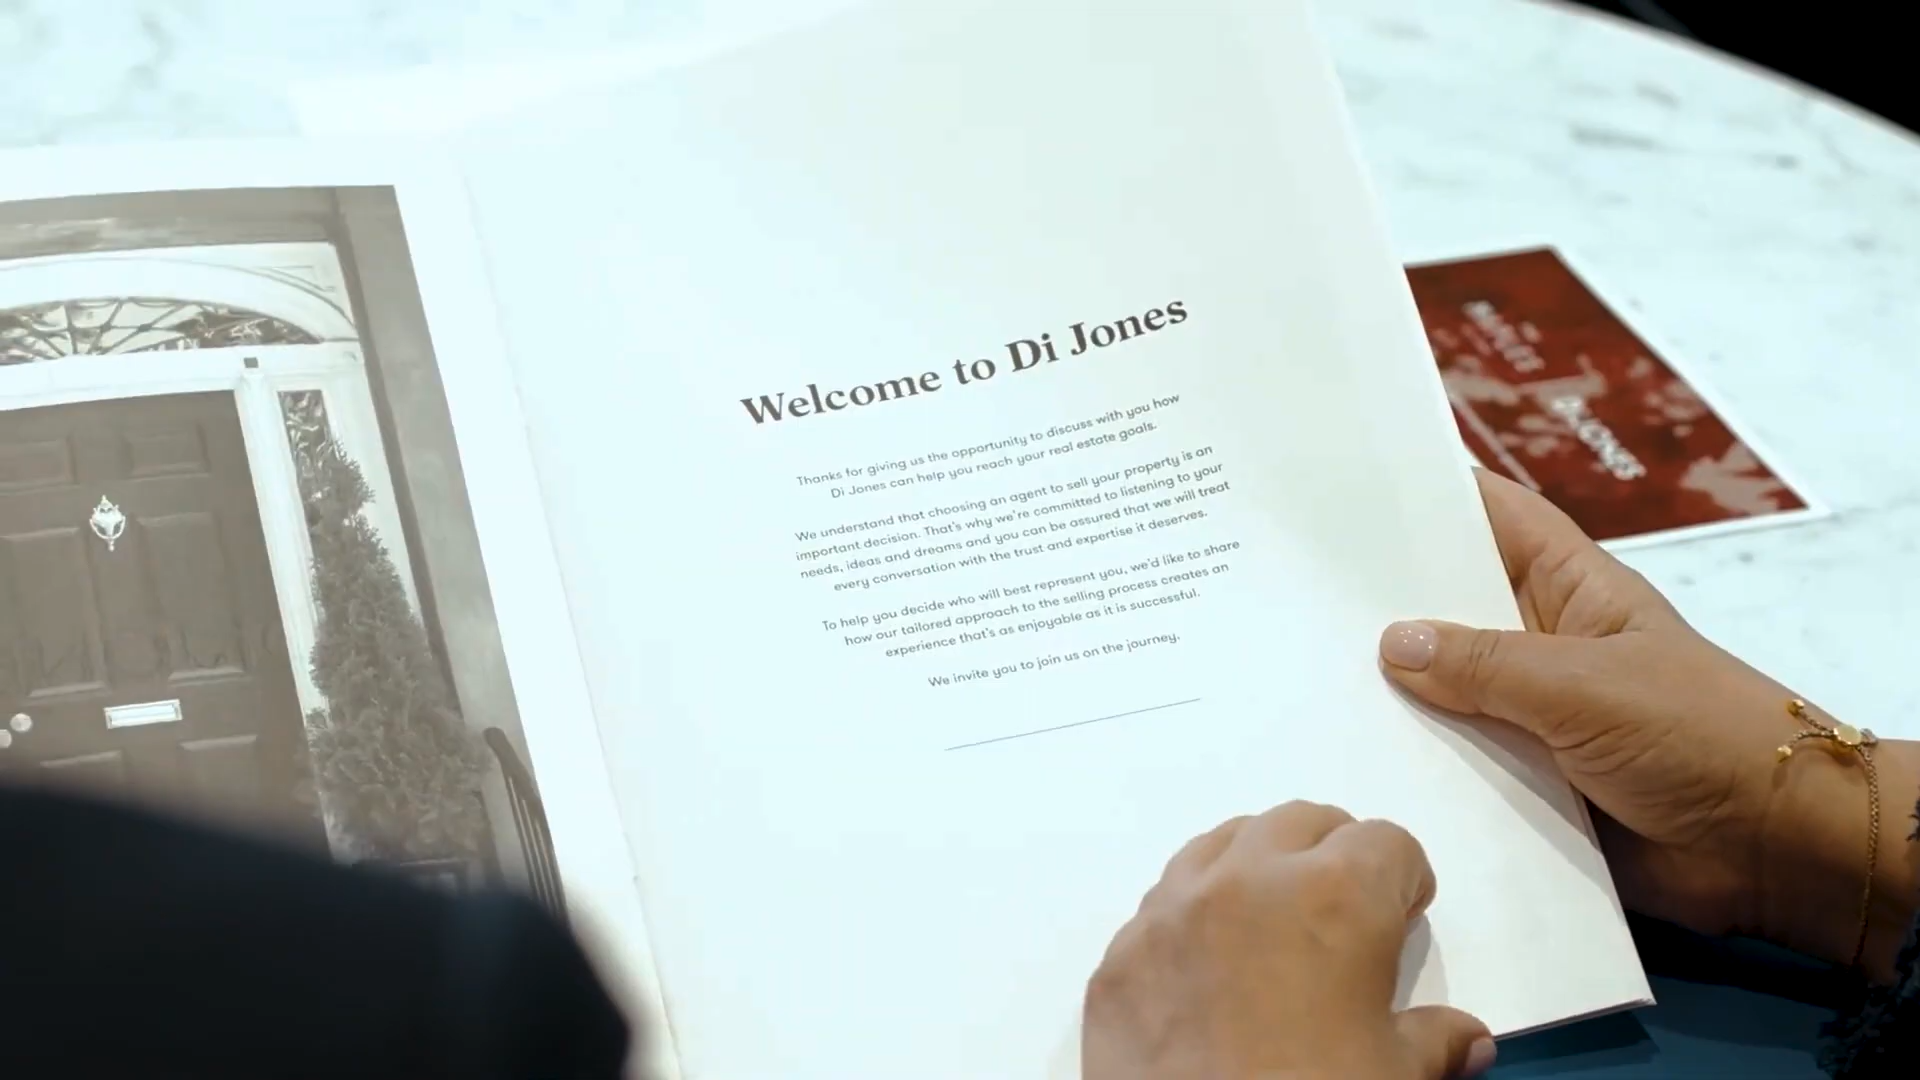 Welcome to Di Jones
Thanks for giving us the opportunity to discuss with you how
Di Jones can help you reach your real estate goals.
We understand that choosing an agent to sell your property is an
important decision. That's why we're committed to listening to your
needs, ideas and dreams and you can be assured that we will treat
every conversation with the trust and expertise it deserves.
To help you decide who will best represent you, we'd like to share
how our tailored approach to the selling process creates an
experience that's as enjoyable as it is successful.
We invite you to join us on the journey.
DiJones